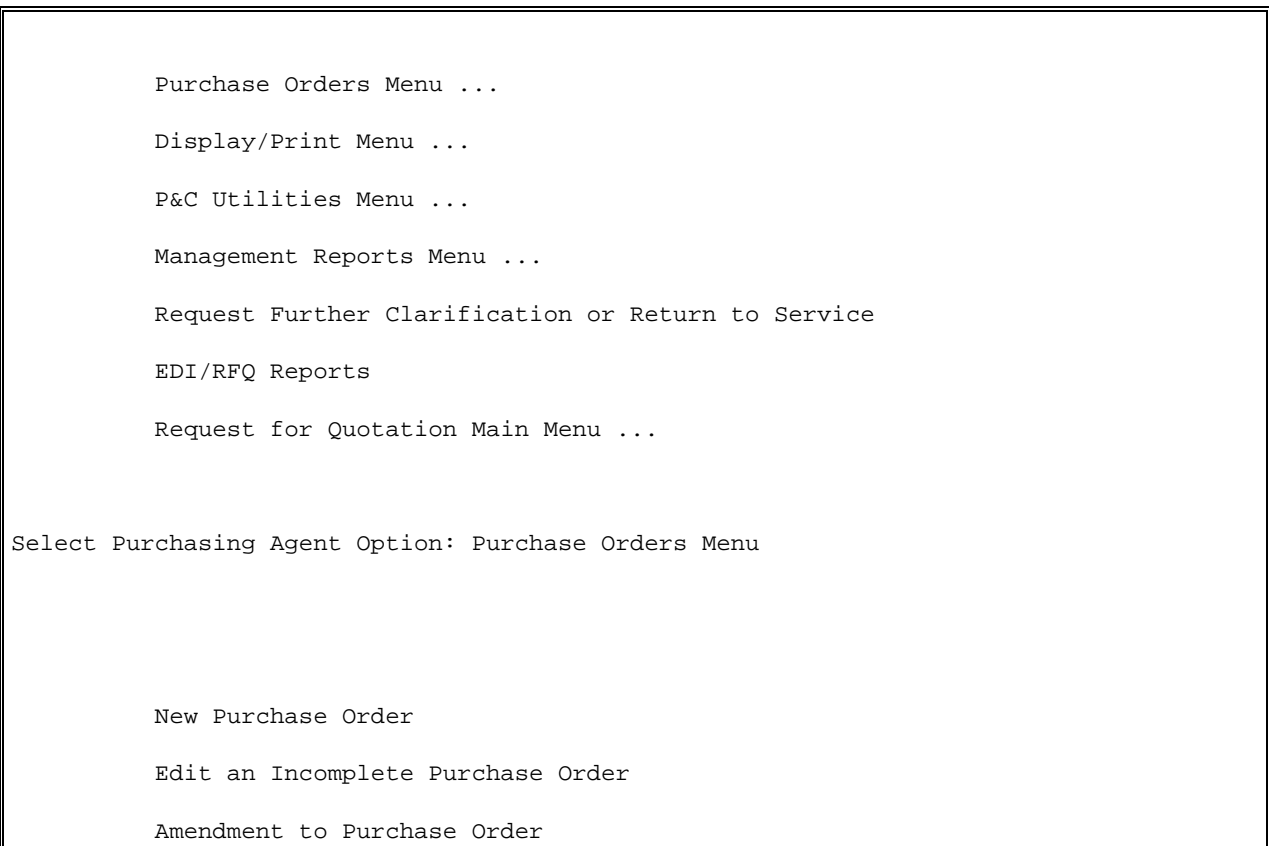 Purchase Orders Menu ...
Display/Print Menu ...
P&C Utilities Menu ...
Management Reports Menu ...
Request Further Clarification or Return to Service
EDI/RFQ Reports
Request for Quotation Main Menu ...
Select Purchasing Agent Option: Purchase Orders Menu
New Purchase Order
Edit an Incomplete Purchase Order
Amendment to Purchase Order